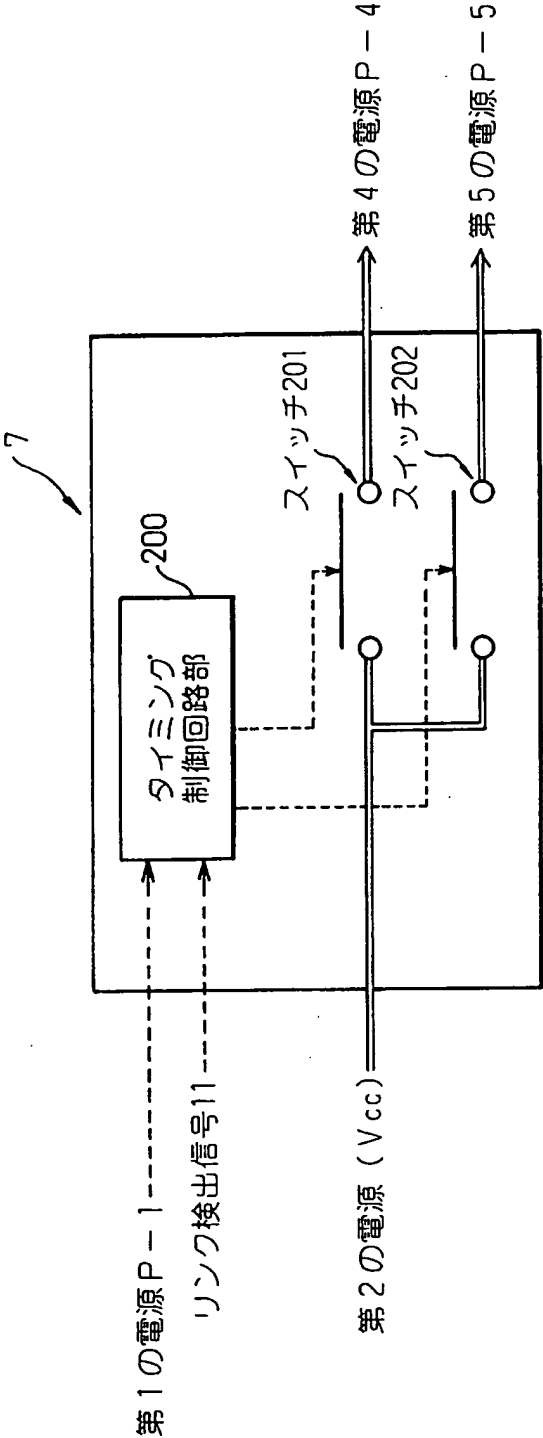 7
タイミング
制御回路部
200
第1の電源P－1
リンク検出信号11
第2の電源（Vcc）
スイッチ201
第4の電源P－4
スイッチ202
第5の電源P－5